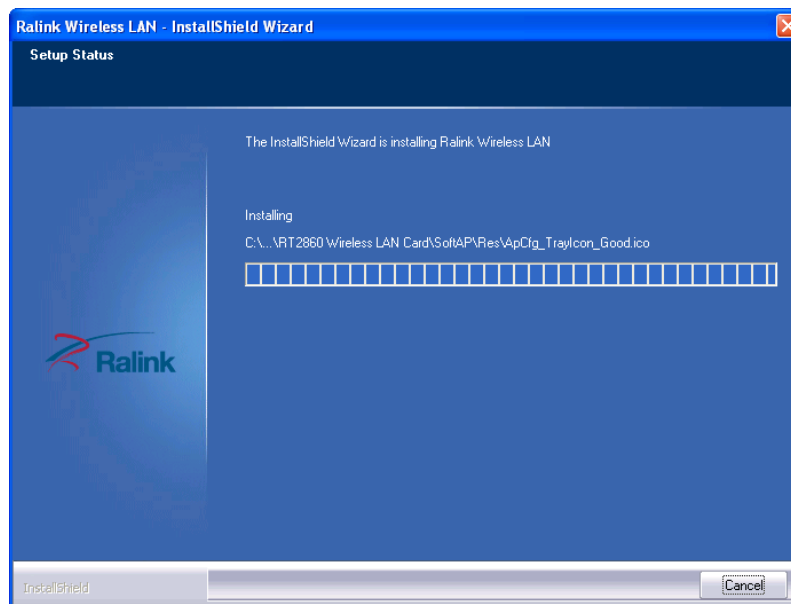 Ralink Wireless LAN - InstallShield Wizard
Setup Status
The InstallShield Wizard is installing Ralink Wireless LAN
Installing
C:\...\RT2860 Wireless LAN Card\SoftAP\Res\ApCfg_TrayIcon_Good.ico
Ralink
InstallShield
Cancel